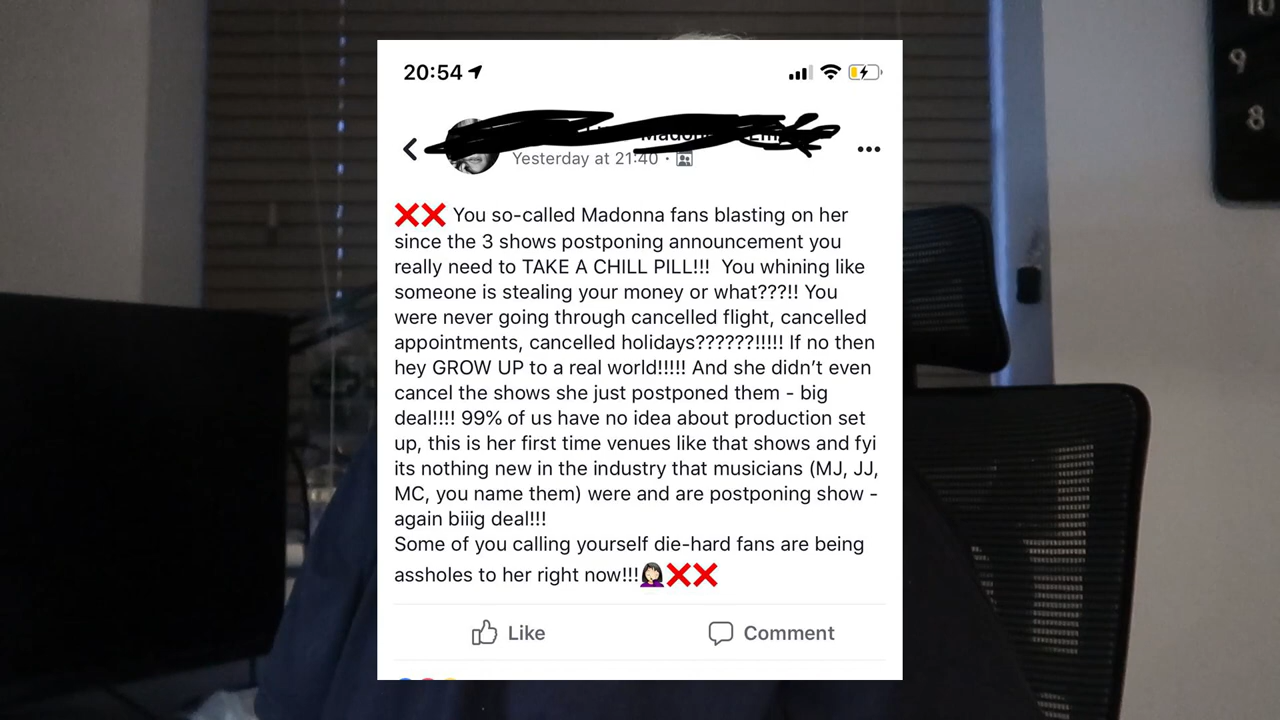 20:54
Yesterday at 21:40
❌❌ You so-called Madonna fans blasting on her
since the 3 shows postponing announcement you
really need to TAKE A CHILL PILL!!!  You whining like
someone is stealing your money or what???!! You
were never going through cancelled flight, cancelled
appointments, cancelled holidays??????!!!!! If no then
hey GROW UP to a real world!!!!! And she didn’t even
cancel the shows she just postponed them - big
deal!!!! 99% of us have no idea about production set
up, this is her first time venues like that shows and fyi
its nothing new in the industry that musicians (MJ, JJ,
MC, you name them) were and are postponing show -
again biiig deal!!!
Some of you calling yourself die-hard fans are being
assholes to her right now!!!🤦🏻‍♀️❌❌
Like
Comment
10
9
8